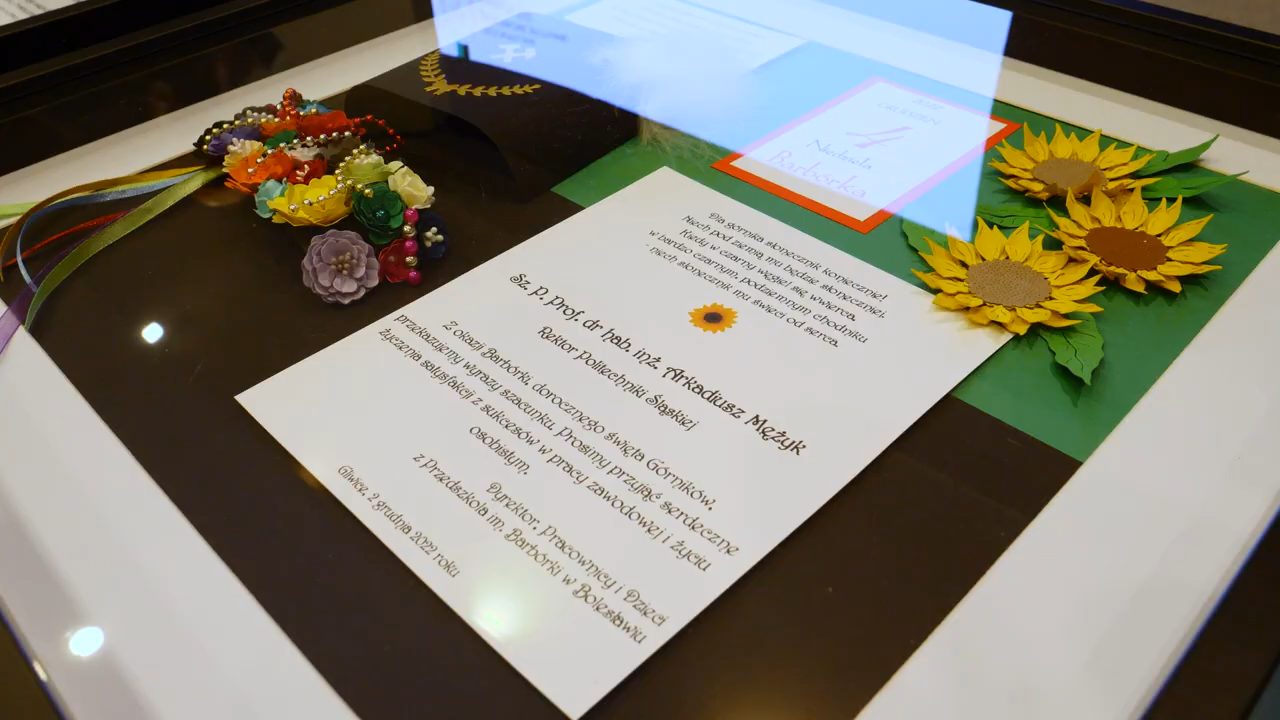 2022
GRUDZIEŃ
4
Niedziela
Barbórka
Dla górnika słonecznik koniecznie!
Niech pod ziemią mu będzie słoneczniej.
Kiedy w czarny węgiel się wwierca
w bardzo czarnym, podziemnym chodniku
- niech słonecznik mu świeci od serca.
Sz. P. Prof. dr hab. inż. Arkadiusz Mężyk
Rektor Politechniki Śląskiej
Z okazji Barbórki, dorocznego święta Górników,
przekazujemy wyrazy szacunku. Prosimy przyjąć serdeczne
życzenia satysfakcji z sukcesów w pracy zawodowej i życiu
osobistym.
Dyrektor, Pracownicy i Dzieci
z Przedszkola im. Barbórki w Bolesławiu
Gliwice, 2 grudnia 2022 roku